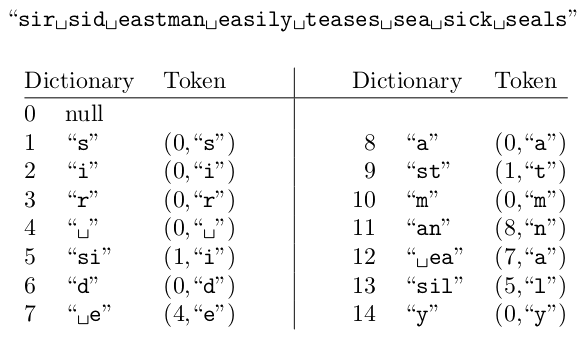 “sir␣sid␣eastman␣easily␣teases␣sea␣sick␣seals”
Dictionary Token Dictionary Token
0 null
1 “s” (0,“s”) 8 “a” (0,“a”)
2 “i” (0,“i”) 9 “st” (1,“t”)
3 “r” (0,“r”) 10 “m” (0,“m”)
4 “␣” (0,“␣”) 11 “an” (8,“n”)
5 “si” (1,“i”) 12 “␣ea” (7,“a”)
6 “d” (0,“d”) 13 “sil” (5,“l”)
7 “␣e” (4,“e”) 14 “y” (0,“y”)